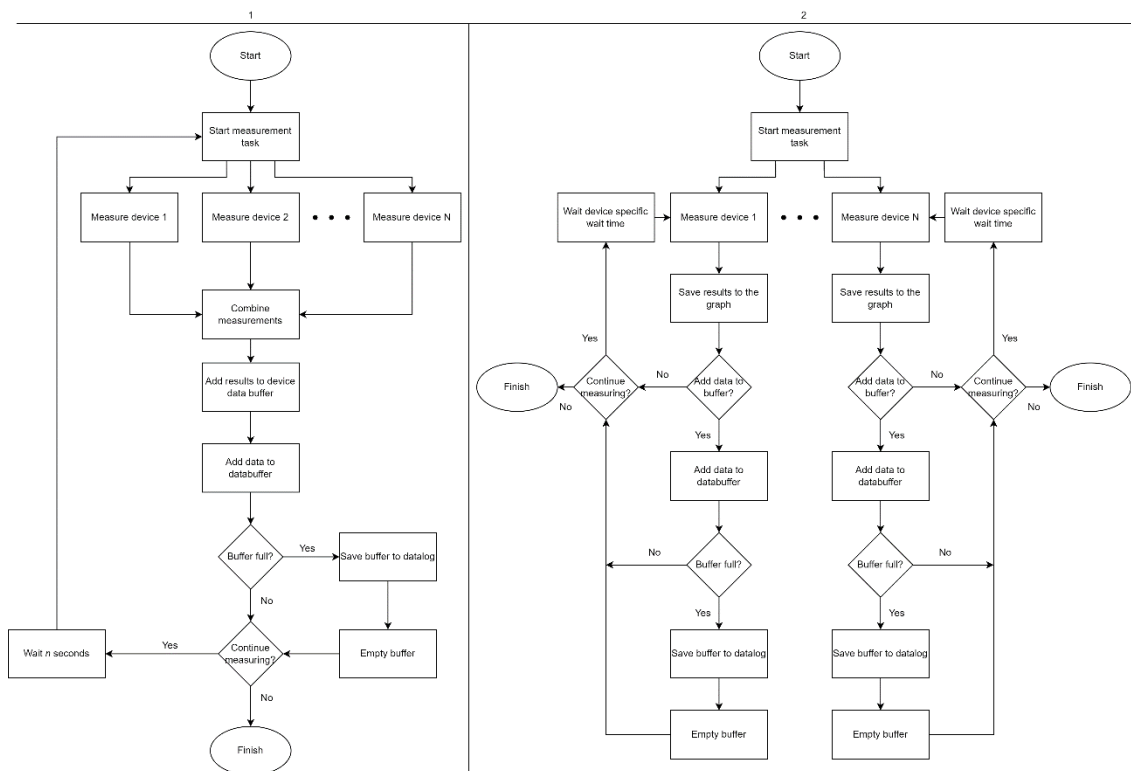 1
Start
Start measurement
task
Measure device 1
Measure device 2
Measure device N
Combine
measurements
Add results to device
data buffer
Add data to
databuffer
Buffer full?
Yes
Save buffer to datalog
No
Wait n seconds
Yes
Continue
measuring?
Empty buffer
No
Finish
2
Start
Start measurement
task
Wait device specific
wait time
Measure device 1
Measure device N
Wait device specific
wait time
Save results to the
graph
Save results to the
graph
Yes
Yes
Finish
No
Continue
measuring?
No
Add data to
buffer?
Add data to
buffer?
No
Continue
measuring?
No
Finish
Yes
Yes
Add data to
databuffer
Add data to
databuffer
No
Buffer full?
Buffer full?
No
Yes
Yes
Save buffer to datalog
Save buffer to datalog
Empty buffer
Empty buffer